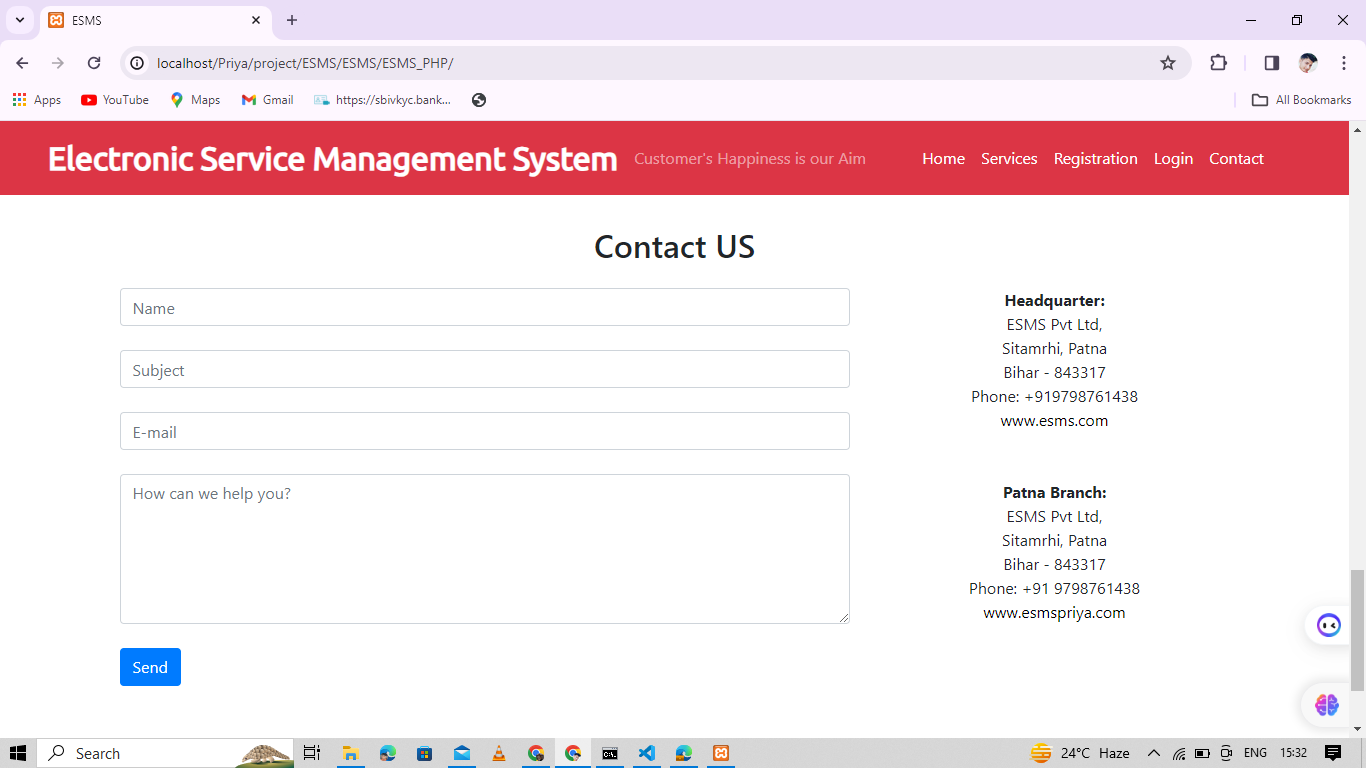 ESMS
localhost/Priya/project/ESMS/ESMS/ESMS_PHP/
Apps YouTube Maps Gmail https://sbivkyc.bank... All Bookmarks
Electronic Service Management System Customer's Happiness is our Aim Home Services Registration Login Contact
Contact US
Name
Subject
E-mail
How can we help you?
Send
Headquarter:
ESMS Pvt Ltd,
Sitamrhi, Patna
Bihar - 843317
Phone: +919798761438
www.esms.com
Patna Branch:
ESMS Pvt Ltd,
Sitamrhi, Patna
Bihar - 843317
Phone: +91 9798761438
www.esmspriya.com
Search 24°C Haze ENG 15:32